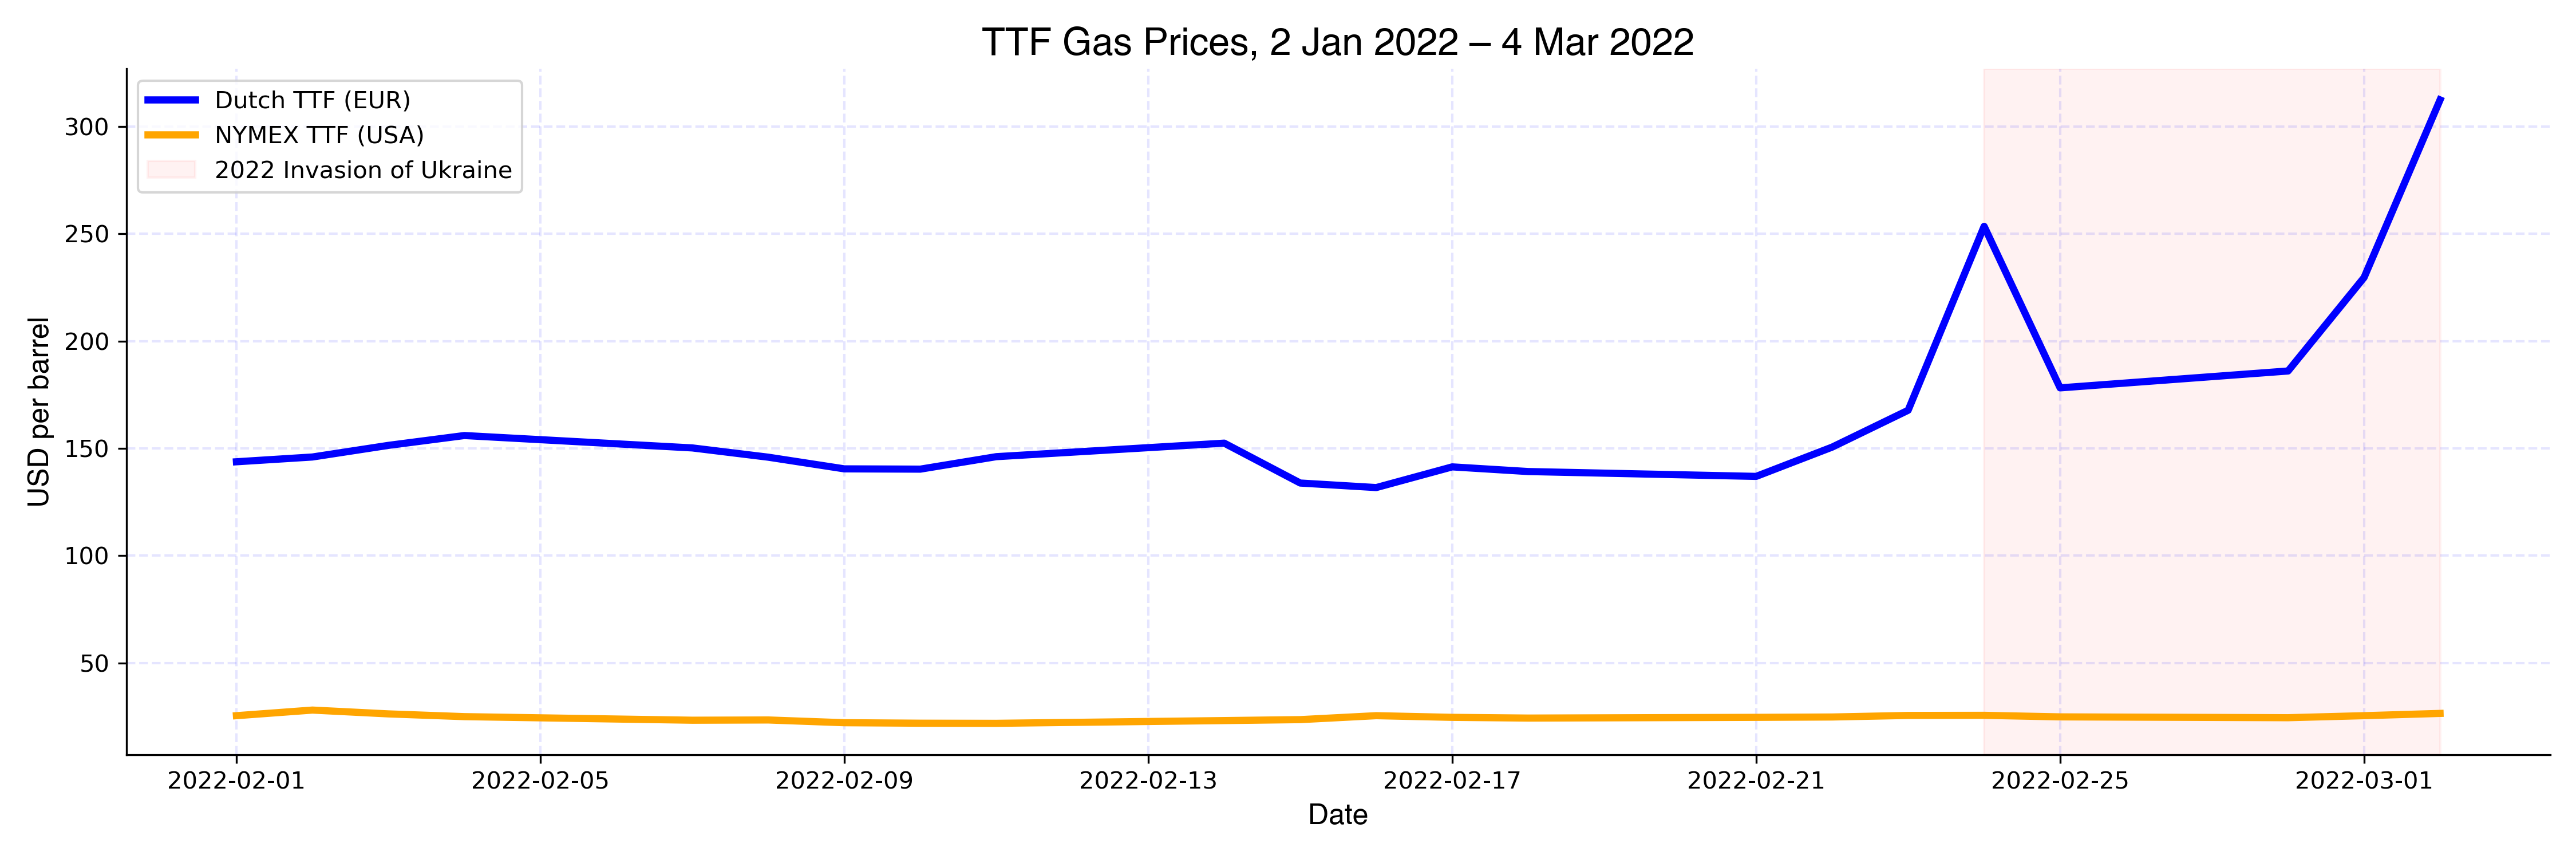 TTF Gas Prices, 2 Jan 2022 – 4 Mar 2022
Dutch TTF (EUR)
NYMEX TTF (USA)
2022 Invasion of Ukraine
USD per barrel
300
250
200
150
100
50
2022-02-01
2022-02-05
2022-02-09
2022-02-13
2022-02-17
2022-02-21
2022-02-25
2022-03-01
Date